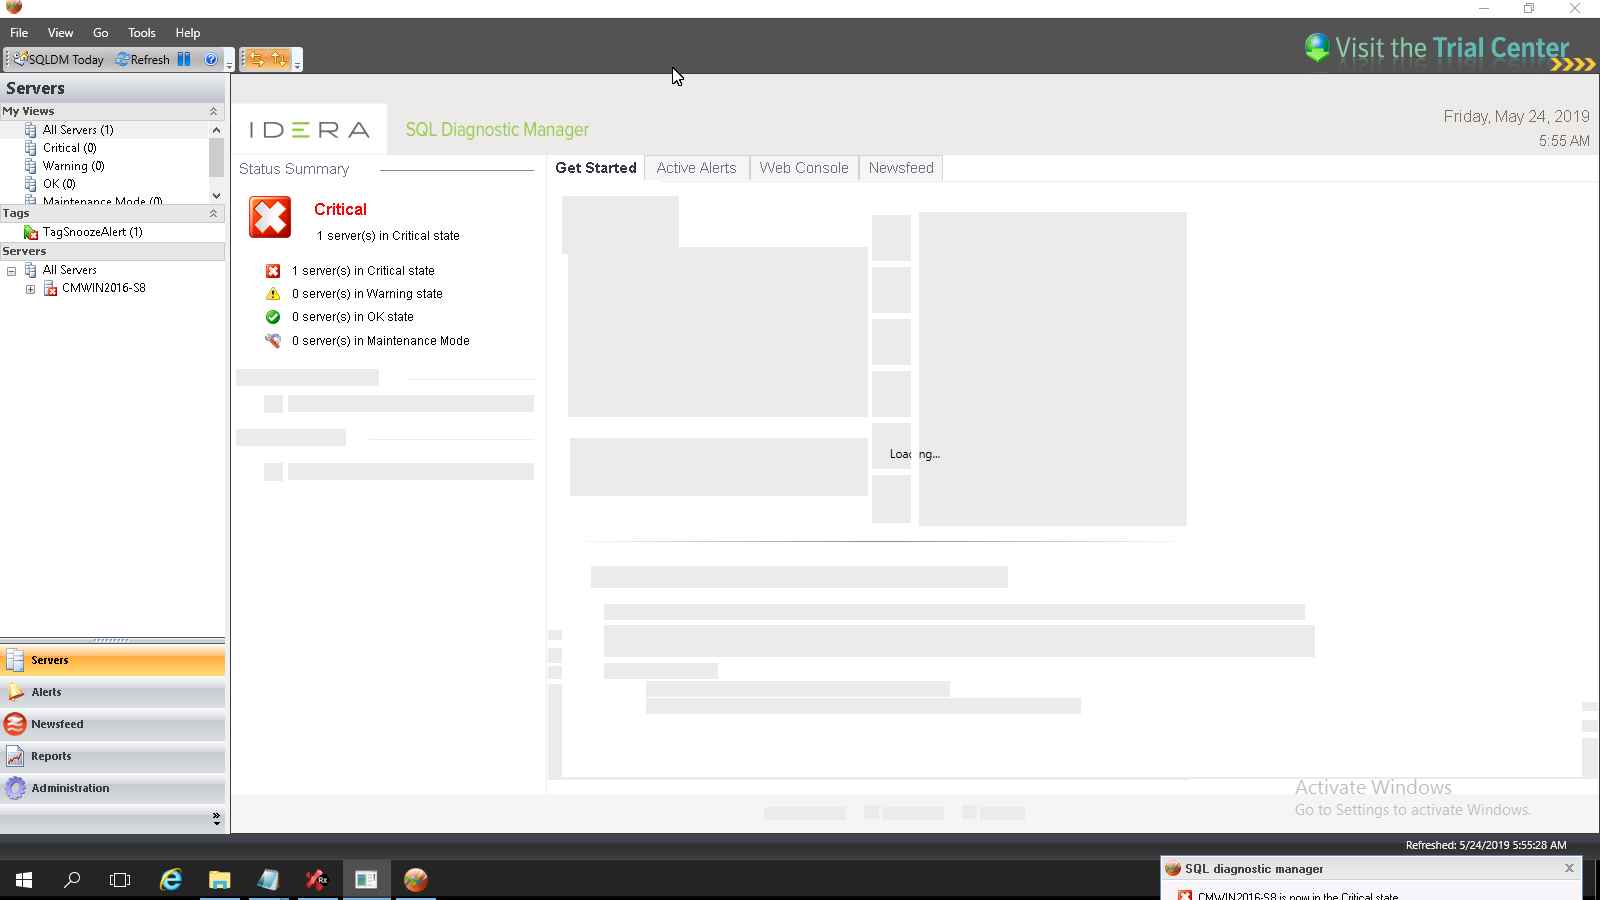 File View Go Tools Help
Visit the Trial Center
SQLDM Today Refresh
Servers
My Views
All Servers (1)
Critical (0)
Warning (0)
OK (0)
Maintenance Mode (0)
Tags
TagSnoozeAlert (1)
Servers
All Servers
CMWIN2016-S8
Servers
Alerts
Newsfeed
Reports
Administration
IDERA SQL Diagnostic Manager
Friday, May 24, 2019
5:55 AM
Status Summary
Critical
1 server(s) in Critical state
1 server(s) in Critical state
0 server(s) in Warning state
0 server(s) in OK state
0 server(s) in Maintenance Mode
Get Started Active Alerts Web Console Newsfeed
Loading...
Activate Windows
Go to Settings to activate Windows.
Refreshed: 5/24/2019 5:55:28 AM
SQL diagnostic manager
CMWIN2016-S8 is now in the Critical state